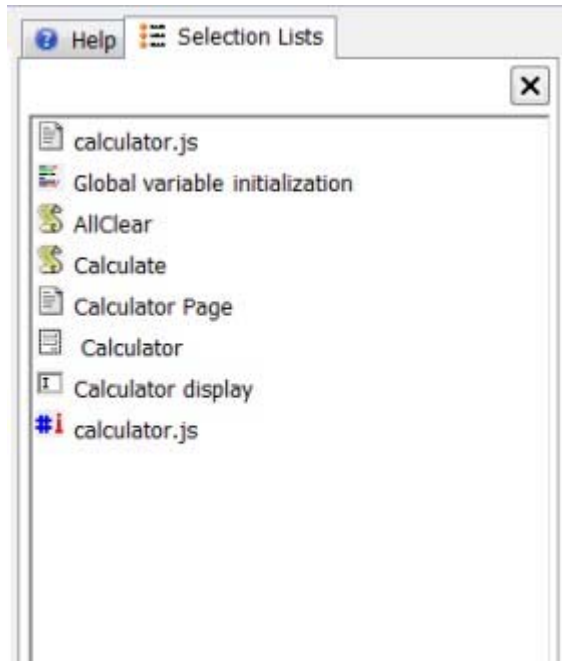 Help Selection Lists
calculator.js
Global variable initialization
AllClear
Calculate
Calculator Page
Calculator
Calculator display
#i calculator.js